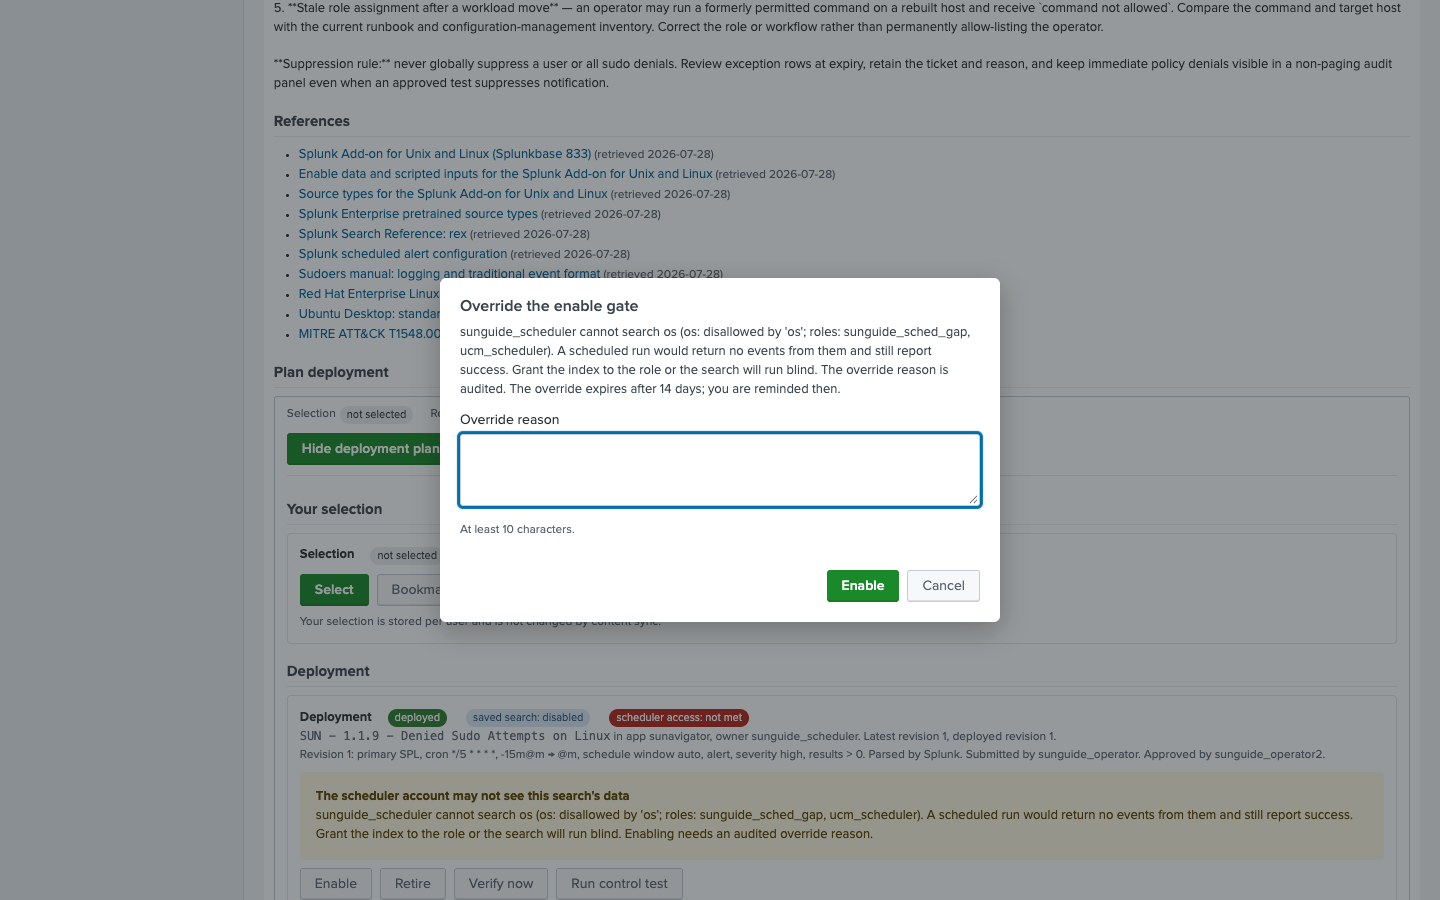 5. **Stale role assignment after a workload move** — an operator may run a formerly permitted command on a rebuilt host and receive `command not allowed`. Compare the command and target host
with the current runbook and configuration-management inventory. Correct the role or workflow rather than permanently allow-listing the operator.
**Suppression rule:** never globally suppress a user or all sudo denials. Review exception rows at expiry, retain the ticket and reason, and keep immediate policy denials visible in a non-paging audit
panel even when an approved test suppresses notification.
References
• Splunk Add-on for Unix and Linux (Splunkbase 833) (retrieved 2026-07-28)
• Enable data and scripted inputs for the Splunk Add-on for Unix and Linux (retrieved 2026-07-28)
• Source types for the Splunk Add-on for Unix and Linux (retrieved 2026-07-28)
• Splunk Enterprise pretrained source types (retrieved 2026-07-28)
• Splunk Search Reference: rex (retrieved 2026-07-28)
• Splunk scheduled alert configuration (retrieved 2026-07-28)
• Sudoers manual: logging and traditional event format (retrieved 2026-07-28)
• Red Hat Enterprise Linux
• Ubuntu Desktop: standar
• MITRE ATT&CK T1548.00
Override the enable gate
sunguide_scheduler cannot search os (os: disallowed by 'os'; roles: sunguide_sched_gap,
ucm_scheduler). A scheduled run would return no events from them and still report
success. Grant the index to the role or the search will run blind. The override reason is
audited. The override expires after 14 days; you are reminded then.
Override reason
At least 10 characters.
Enable Cancel
Plan deployment
Selection not selected Re
Hide deployment plan
Your selection
Selection not selected
Select Bookma
Your selection is stored per user and is not changed by content sync.
Deployment
Deployment deployed saved search: disabled scheduler access: not met
SUN - 1.1.9 - Denied Sudo Attempts on Linux in app sunavigator, owner sunguide_scheduler. Latest revision 1, deployed revision 1.
Revision 1: primary SPL, cron */5 * * * *, -15m@m → @m, schedule window auto, alert, severity high, results > 0. Parsed by Splunk. Submitted by sunguide_operator. Approved by sunguide_operator2.
The scheduler account may not see this search's data
sunguide_scheduler cannot search os (os: disallowed by 'os'; roles: sunguide_sched_gap, ucm_scheduler). A scheduled run would return no events from them and still report success.
Grant the index to the role or the search will run blind. Enabling needs an audited override reason.
Enable Retire Verify now Run control test